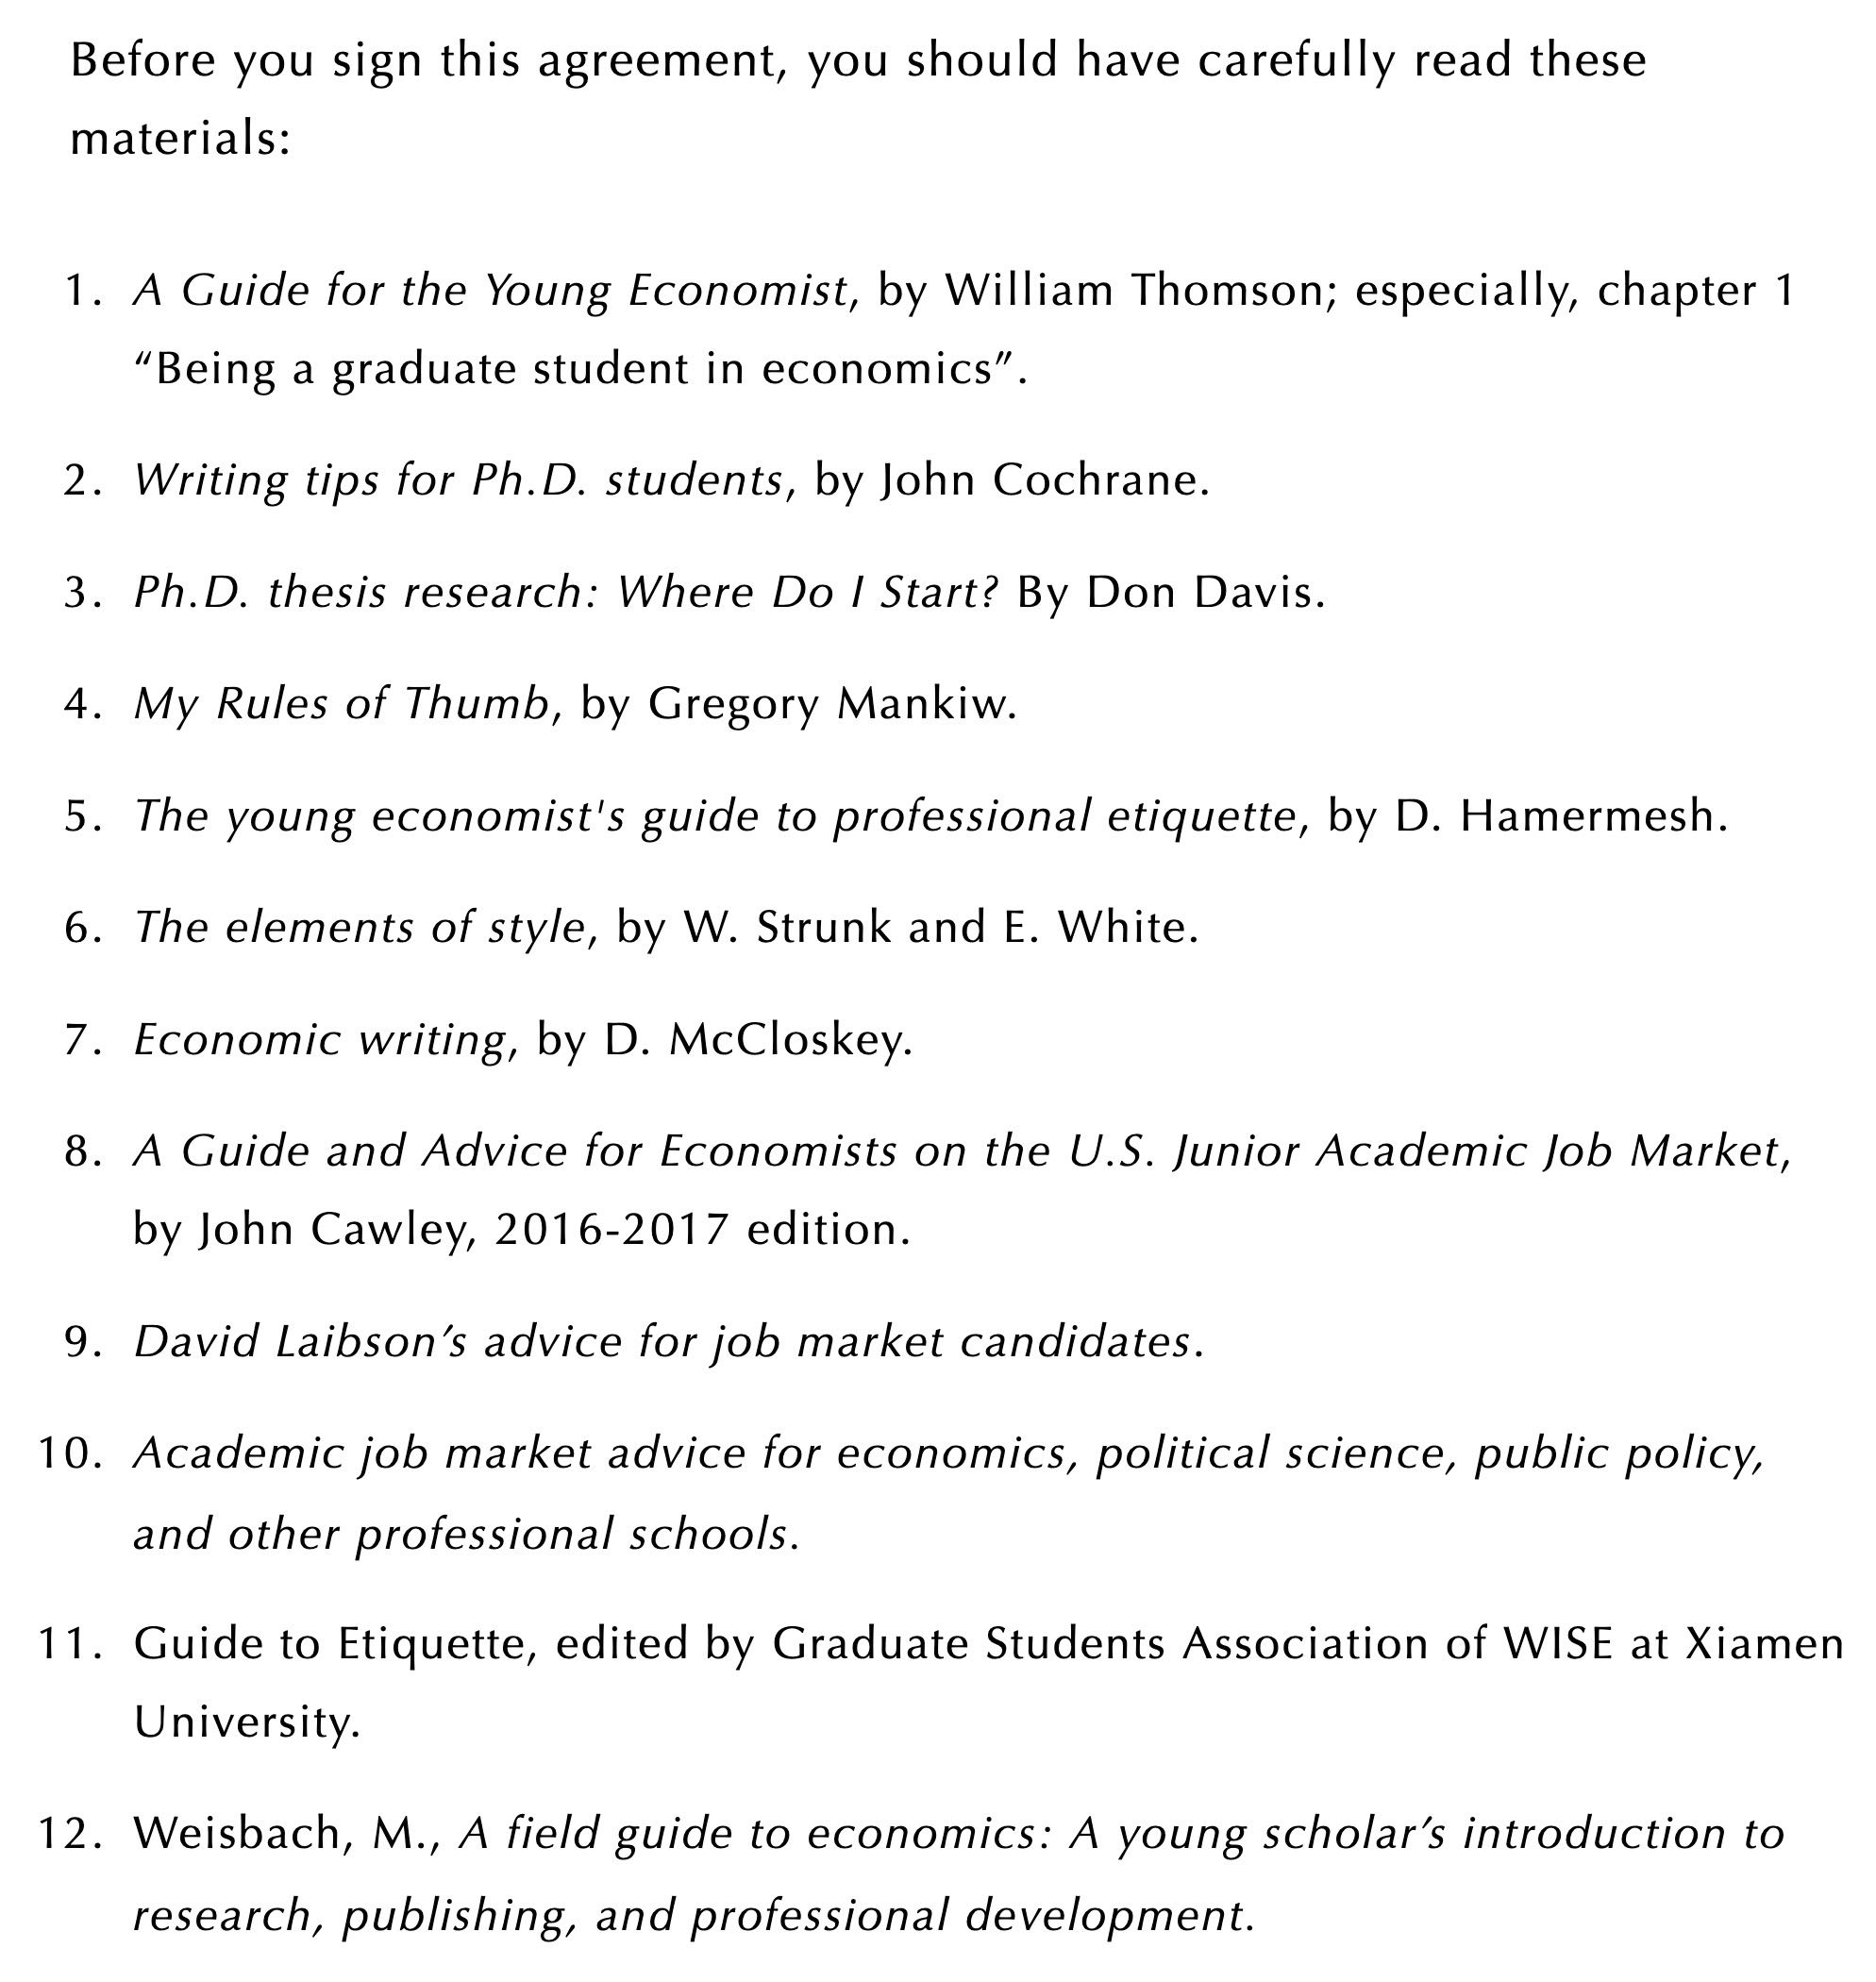 Before you sign this agreement, you should have carefully read these
materials:
1. A Guide for the Young Economist, by William Thomson; especially, chapter 1
“Being a graduate student in economics”.
2. Writing tips for Ph.D. students, by John Cochrane.
3. Ph.D. thesis research: Where Do I Start? By Don Davis.
4. My Rules of Thumb, by Gregory Mankiw.
5. The young economist's guide to professional etiquette, by D. Hamermesh.
6. The elements of style, by W. Strunk and E. White.
7. Economic writing, by D. McCloskey.
8. A Guide and Advice for Economists on the U.S. Junior Academic Job Market,
by John Cawley, 2016-2017 edition.
9. David Laibson’s advice for job market candidates.
10. Academic job market advice for economics, political science, public policy,
and other professional schools.
11. Guide to Etiquette, edited by Graduate Students Association of WISE at Xiamen
University.
12. Weisbach, M., A field guide to economics: A young scholar’s introduction to
research, publishing, and professional development.